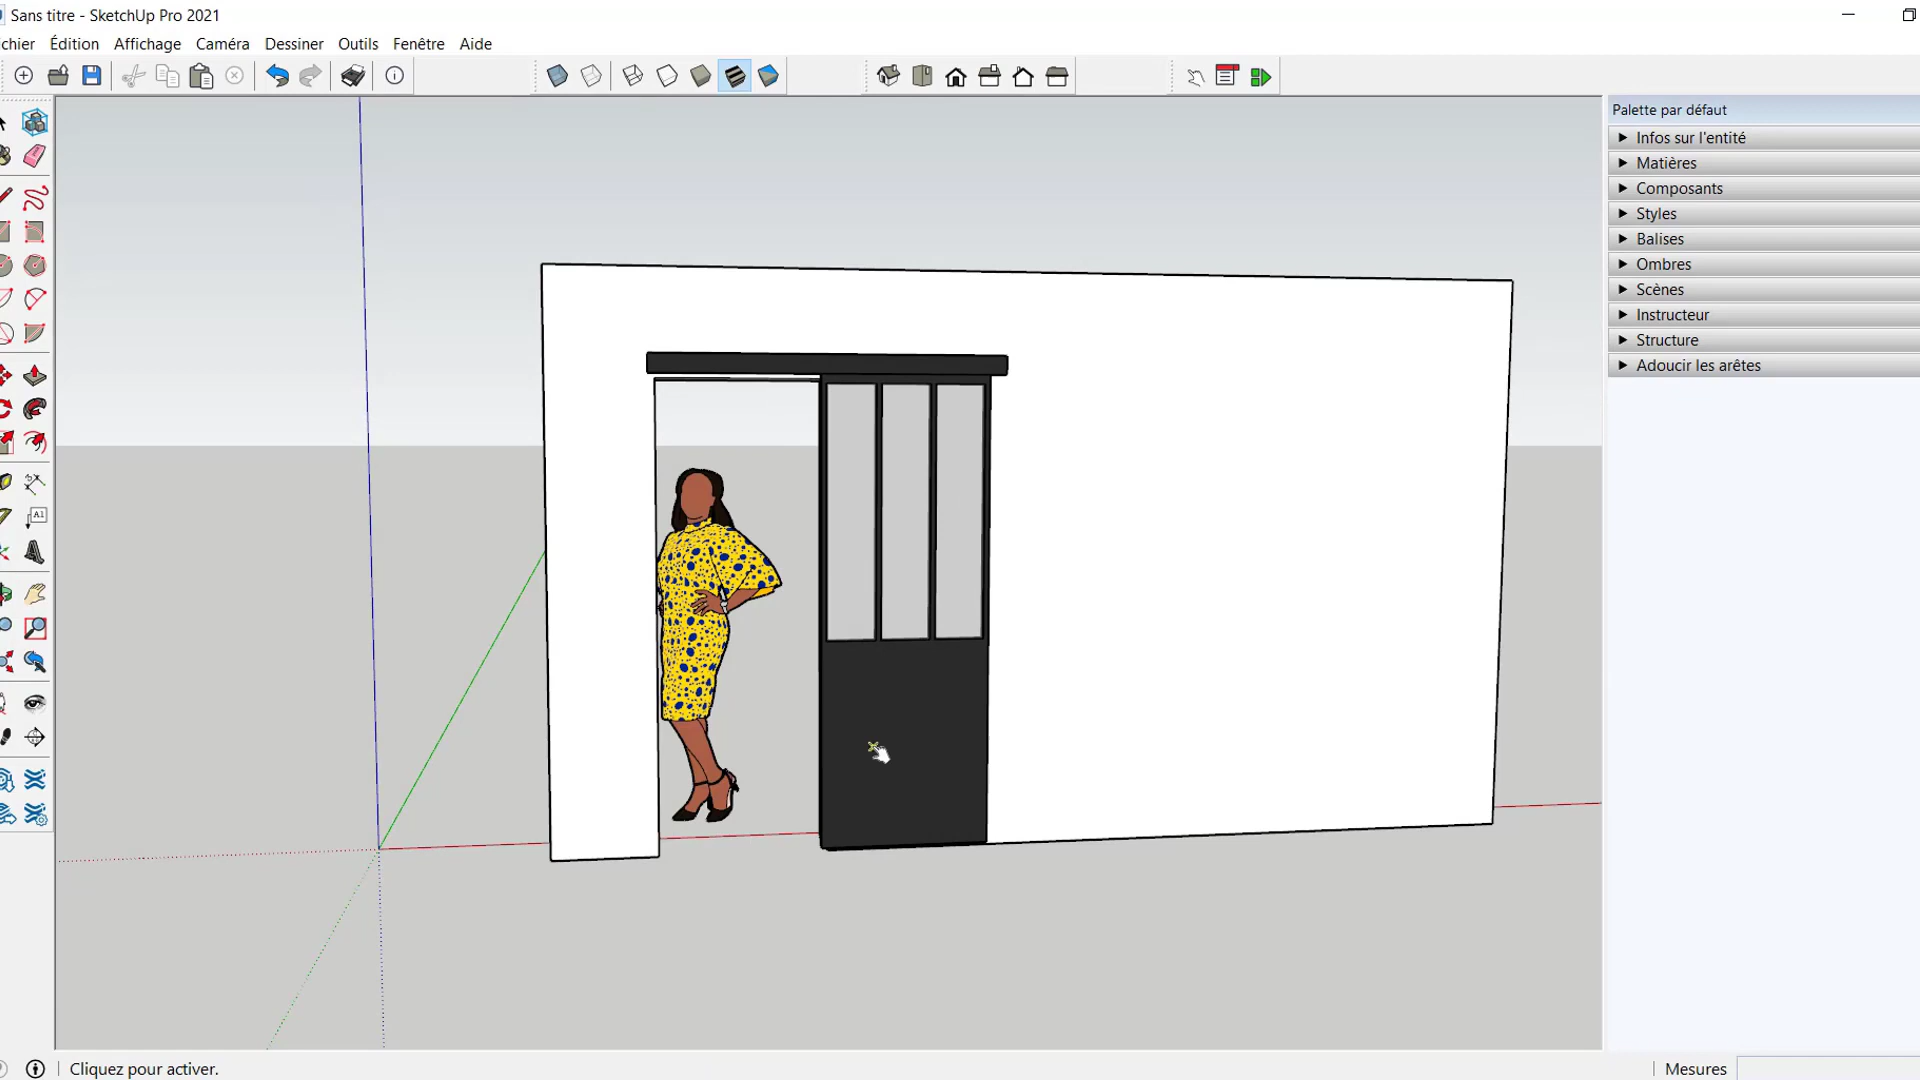 Sans titre - SketchUp Pro 2021
chier Édition Affichage Caméra Dessiner Outils Fenêtre Aide
Palette par défaut
Infos sur l'entité
Matières
Composants
Styles
Balises
Ombres
Scènes
Instructeur
Structure
Adoucir les arêtes
A1
Cliquez pour activer.
Mesures